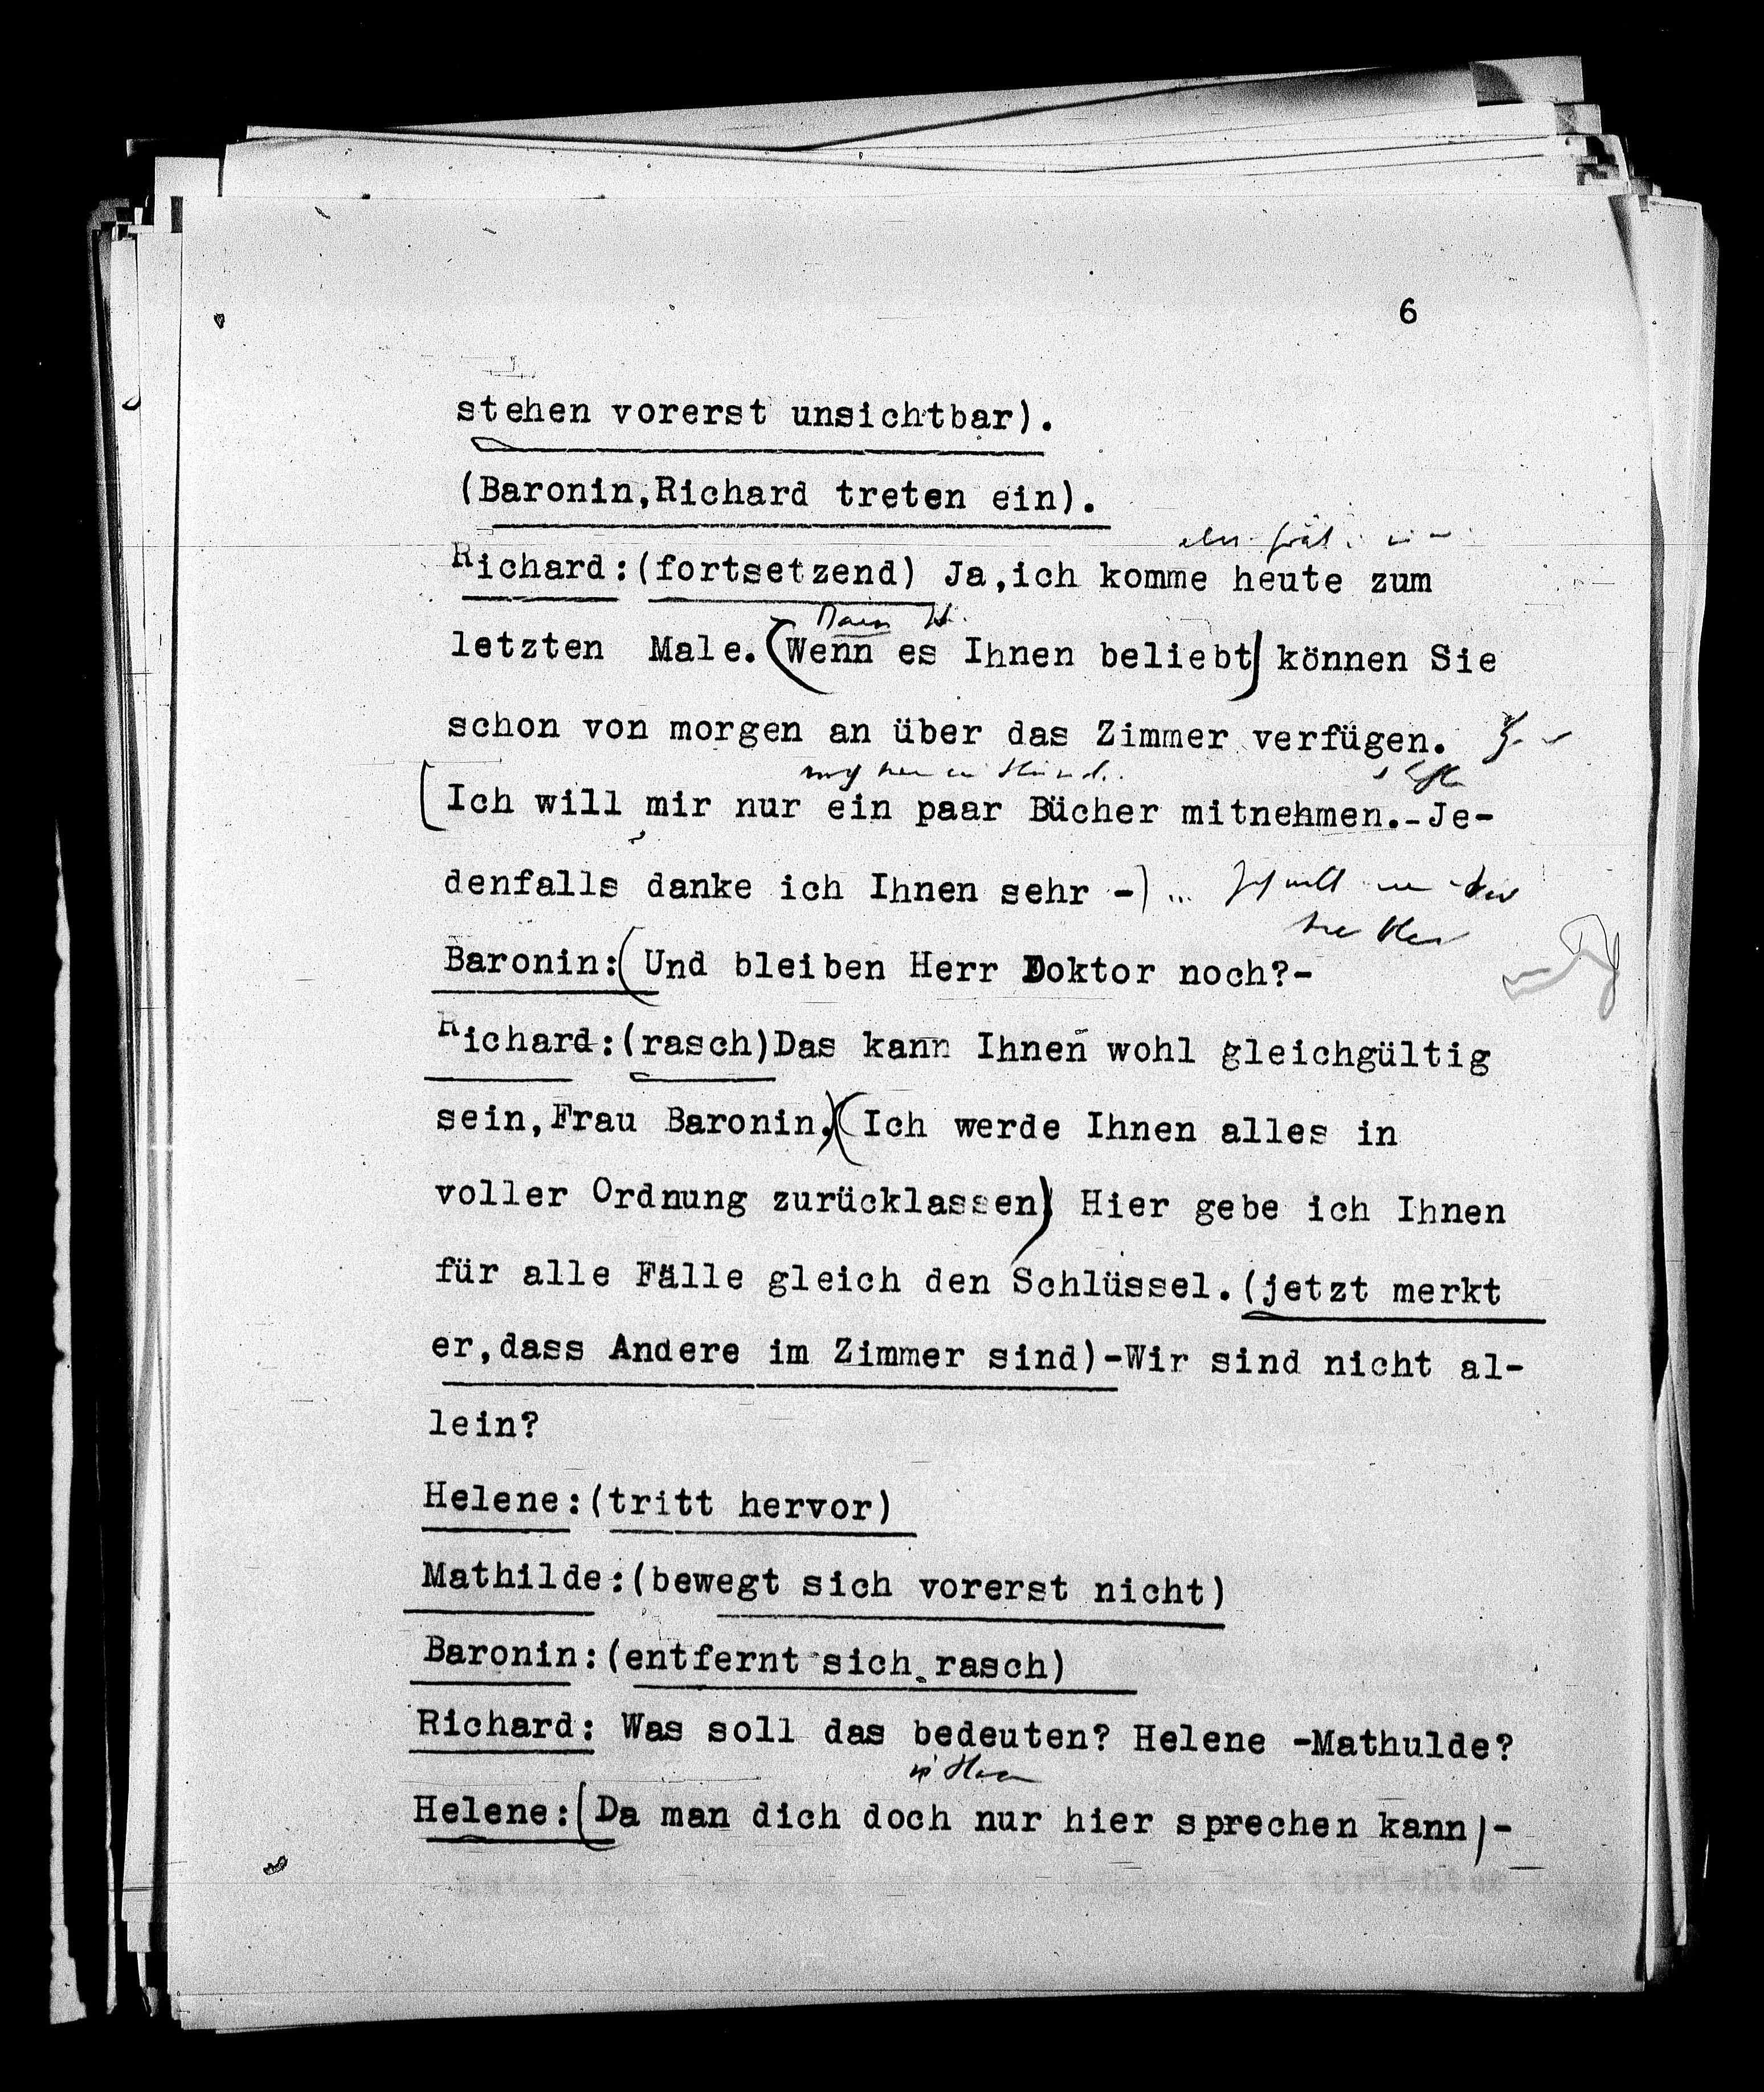 6
stehen vorerst unsichtbar).
(Baronin,Richard treten ein).
Richard:(fortsetzend) Ja,ich komme heute zum
letzten Male. (Wenn es Ihnen beliebt) können Sie
schon von morgen an über das Zimmer verfügen.
(Ich will mir nur ein paar Bücher mitnehmen.-Je-
denfalls danke ich Ihnen sehr -) ...
Baronin:(Und bleiben Herr Doktor noch?-
Richard:(rasch)Das kann Ihnen wohl gleichgültig
sein,Frau Baronin.)(Ich werde Ihnen alles in
voller Ordnung zurücklassen) Hier gebe ich Ihnen
für alle Fälle gleich den Schlüssel.(jetzt merkt
er,dass Andere im Zimmer sind)-Wir sind nicht al-
lein?
Helene:(tritt hervor)
Mathilde:(bewegt sich vorerst nicht)
Baronin:(entfernt sich rasch)
Richard: Was soll das bedeuten? Helene -Mathulde?
Helene:(Da man dich doch nur hier sprechen kann)-